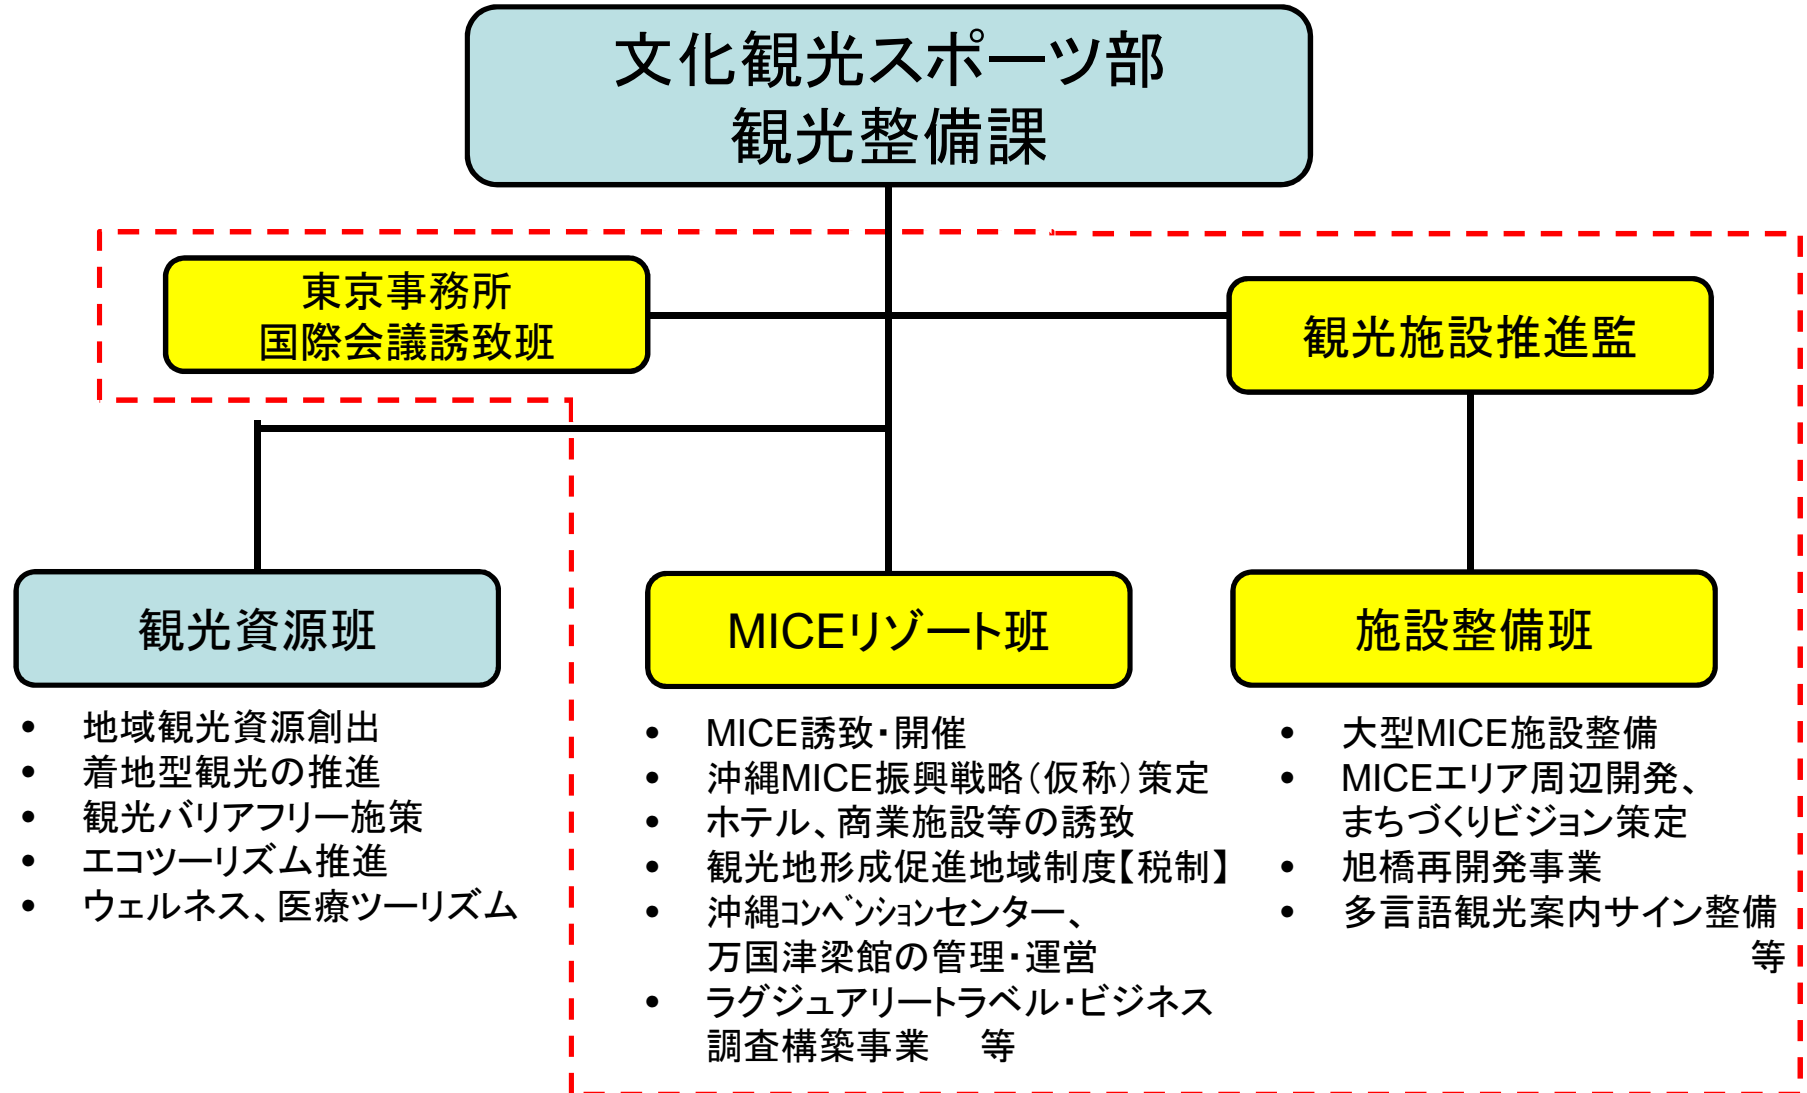 文化観光スポーツ部
観光整備課
東京事務所
国際会議誘致班
観光施設推進監
観光資源班
• 地域観光資源創出
• 着地型観光の推進
• 観光バリアフリー施策
• エコツーリズム推進
• ウェルネス、医療ツーリズム
MICEリゾート班
• MICE誘致・開催
• 沖縄MICE振興戦略(仮称)策定
• ホテル、商業施設等の誘致
• 観光地形成促進地域制度【税制】
• 沖縄ｺﾝﾍﾞﾝｼｮﾝセンター、
万国津梁館の管理・運営
• ラグジュアリートラベル・ビジネス
調査構築事業 等
施設整備班
• 大型MICE施設整備
• MICEエリア周辺開発、
まちづくりビジョン策定
• 旭橋再開発事業
• 多言語観光案内サイン整備
等